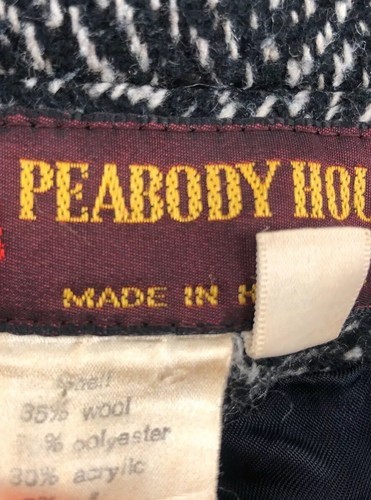 PEABODY HOU
MADE IN
Shell
35% wool
% polyester
30% acrylic